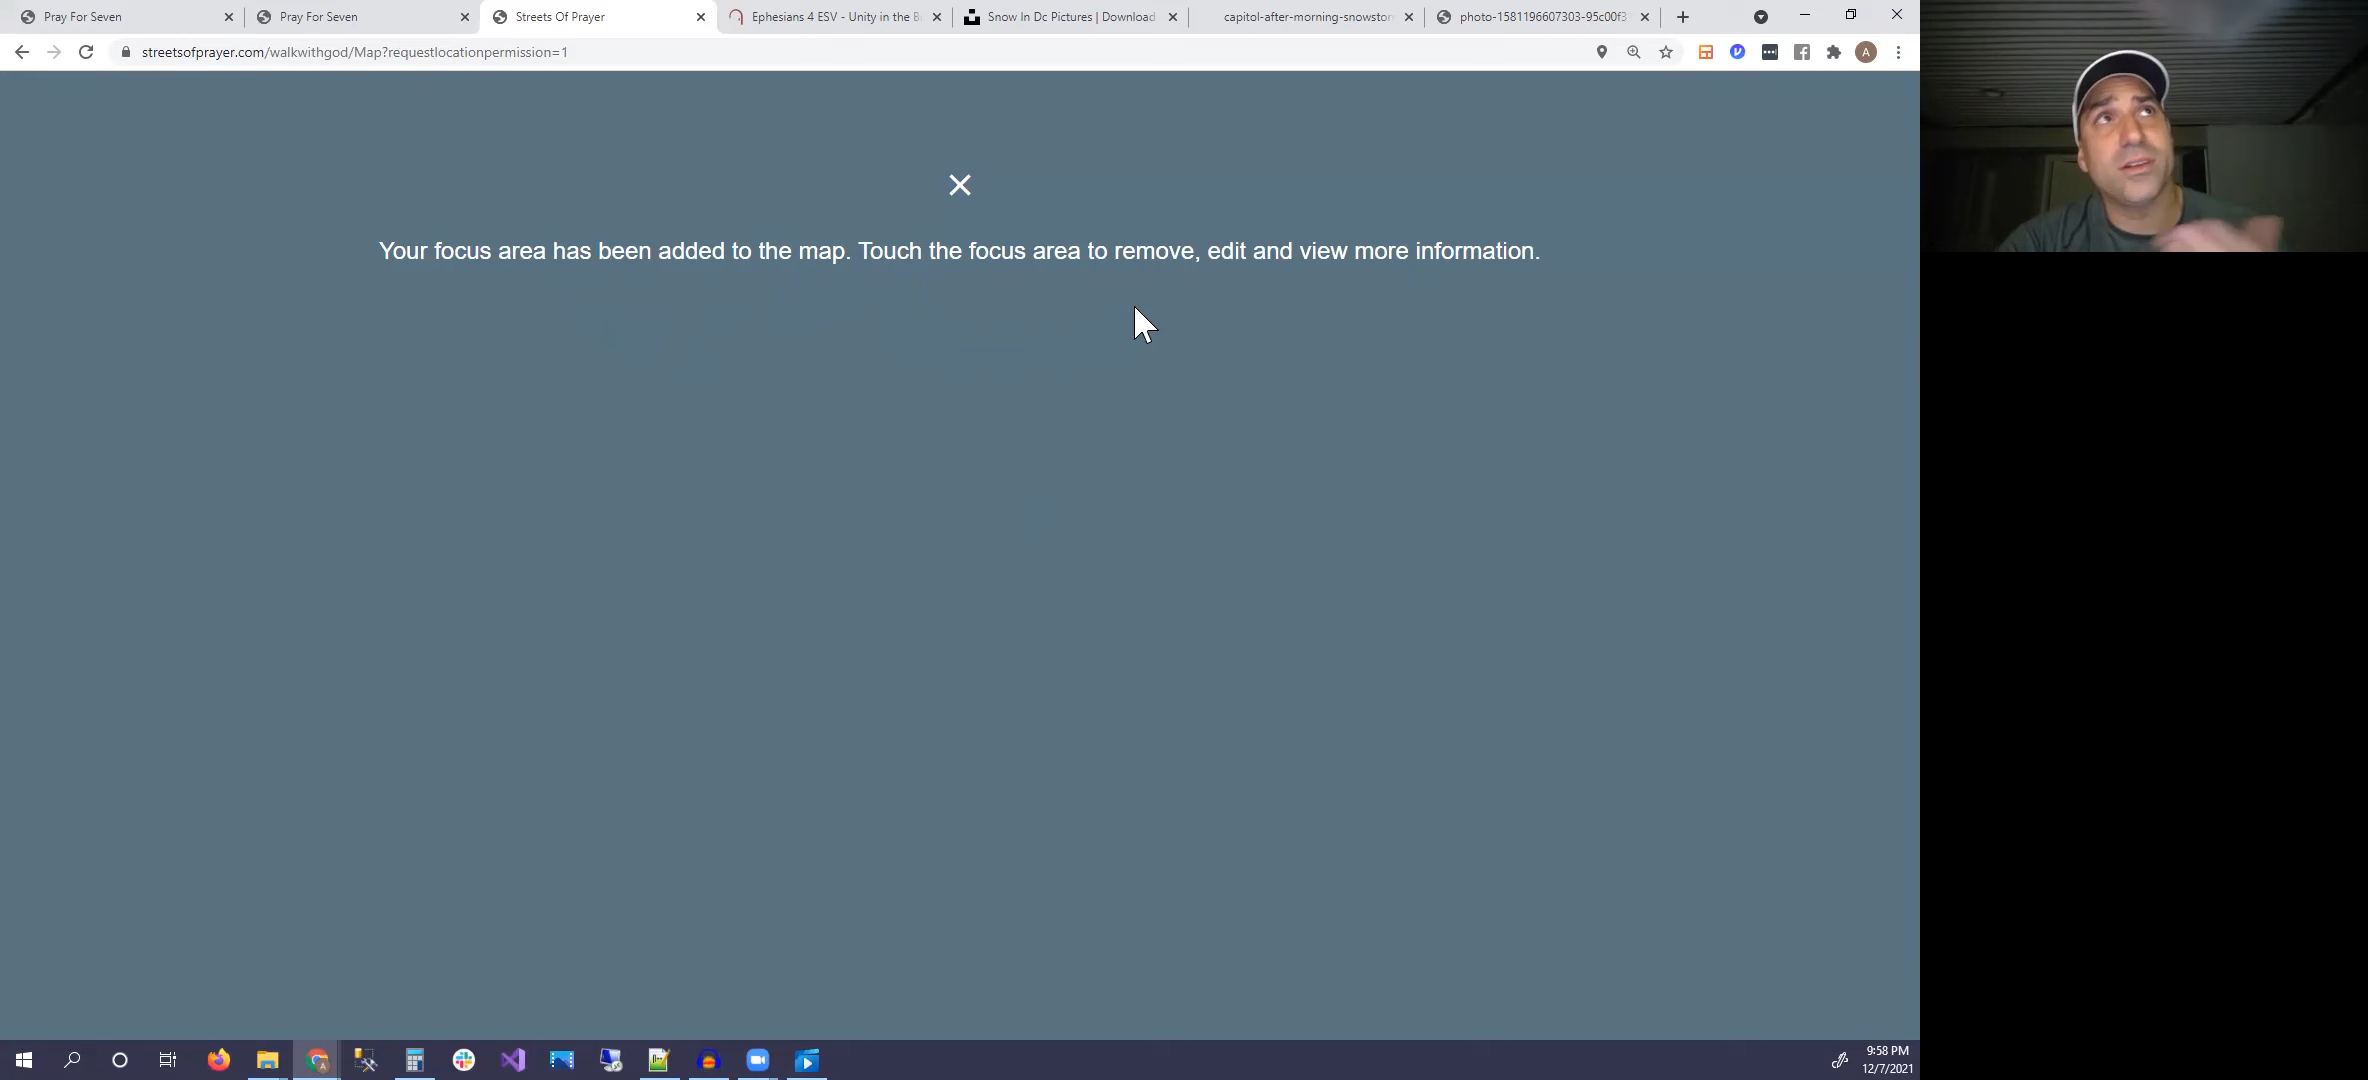 Pray For Seven
Pray For Seven
Streets Of Prayer
Ephesians 4 ESV - Unity in the B
Snow In Dc Pictures | Download
capitol-after-morning-snowstor
photo-1581196607303-95c00f3
streetsofprayer.com/walkwithgod/Map?requestlocationpermission=1
A
Your focus area has been added to the map. Touch the focus area to remove, edit and view more information.
9:58 PM
12/7/2021